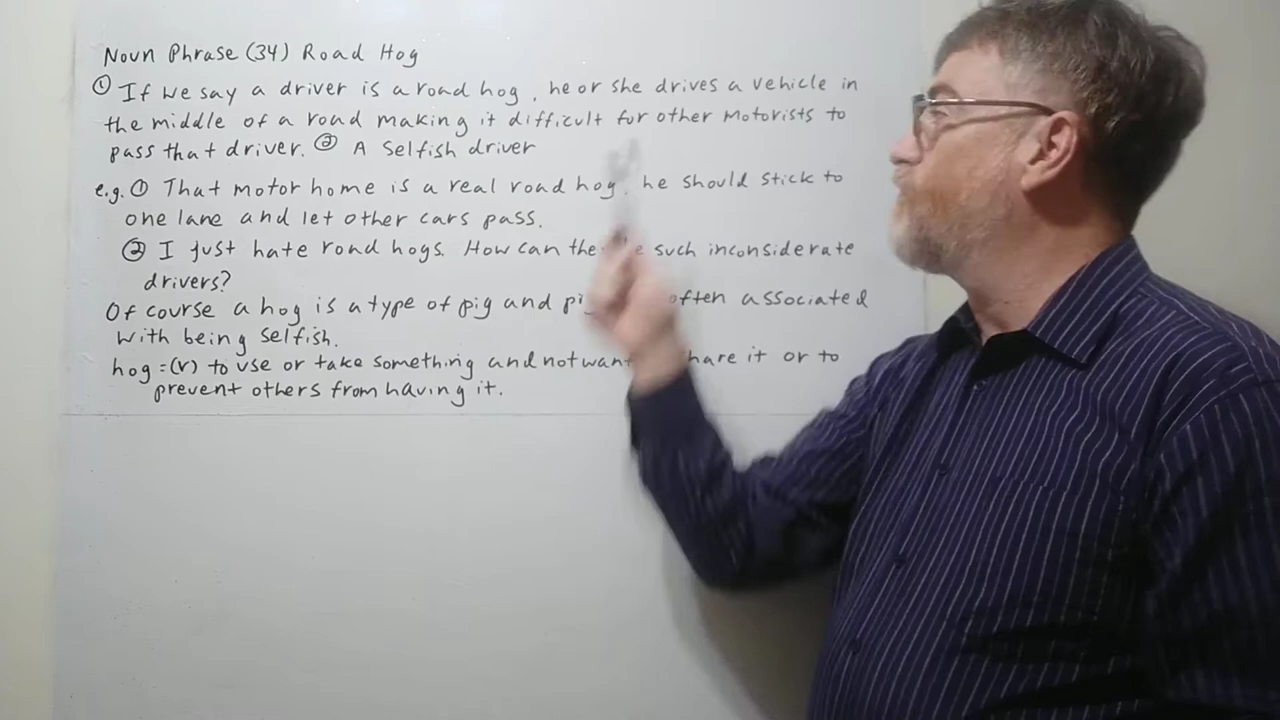 Noun Phrase (34) Road Hog
① If we say a driver is a road hog, he or she drives a vehicle in
the middle of a road making it difficult for other motorists to
pass that driver. ② A selfish driver
e.g. ① That motor home is a real road hog, he should stick to
one lane and let other cars pass.
② I just hate road hogs. How can such inconsiderate
drivers?
Of course a hog is a type of pig and often associated
with being selfish.
hog =(v) to use or take something and not want share it or to
prevent others from having it.